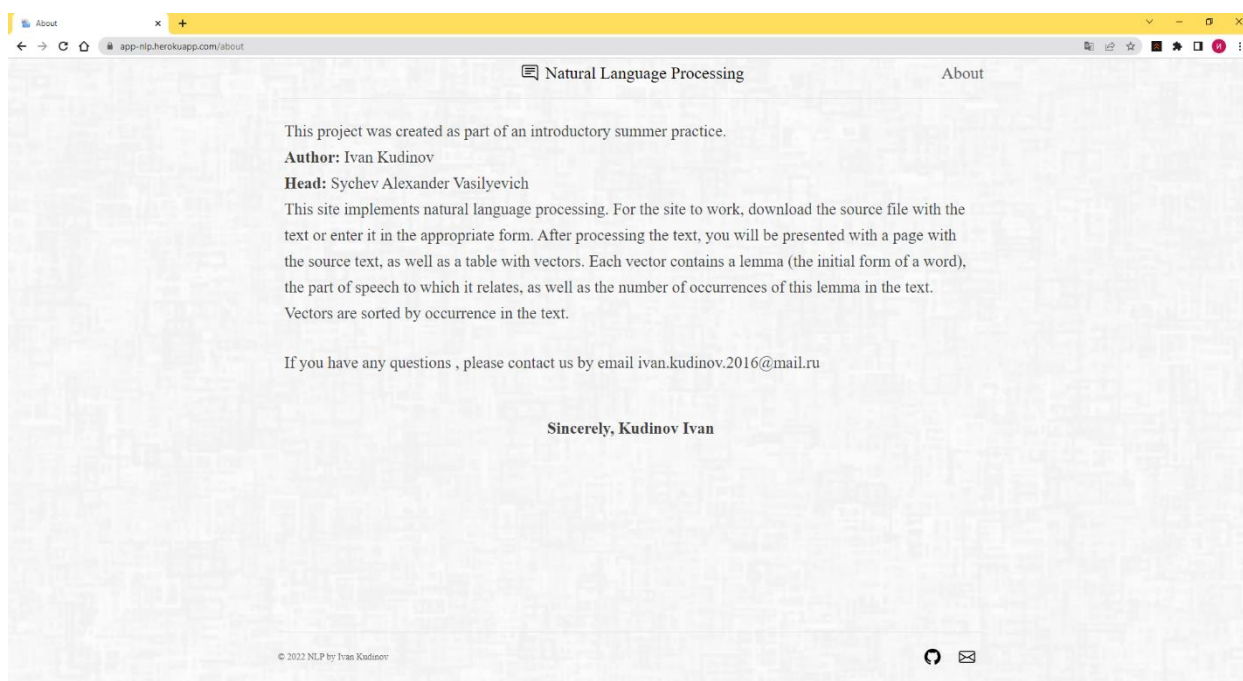 About
app-nlp.herokuapp.com/about
Natural Language Processing
About
This project was created as part of an introductory summer practice.
Author: Ivan Kudinov
Head: Sychev Alexander Vasilyevich
This site implements natural language processing. For the site to work, download the source file with the
text or enter it in the appropriate form. After processing the text, you will be presented with a page with
the source text, as well as a table with vectors. Each vector contains a lemma (the initial form of a word),
the part of speech to which it relates, as well as the number of occurrences of this lemma in the text.
Vectors are sorted by occurrence in the text.
If you have any questions , please contact us by email ivan.kudinov.2016@mail.ru
Sincerely, Kudinov Ivan
© 2022 NLP by Ivan Kudinov